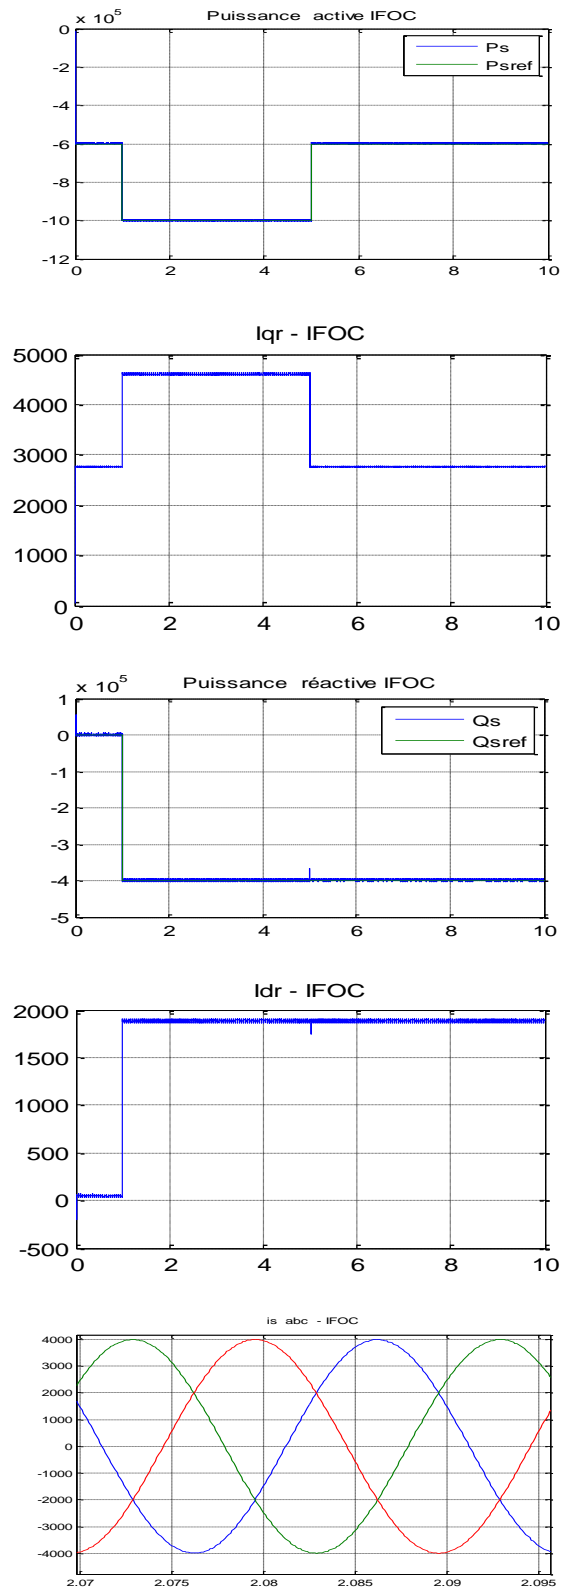 Puissance active IFOC
x 10^5
0
-2
-4
-6
-8
-10
-12
Ps
Psref
0 2 4 6 8 10
Iqr - IFOC
5000
4000
3000
2000
1000
0
0 2 4 6 8 10
Puissance réactive IFOC
x 10^5
1
0
-1
-2
-3
-4
-5
Qs
Qsref
0 2 4 6 8 10
Idr - IFOC
2000
1500
1000
500
0
-500
0 2 4 6 8 10
is abc - IFOC
4000
3000
2000
1000
0
-1000
-2000
-3000
-4000
2.07 2.075 2.08 2.085 2.09 2.095